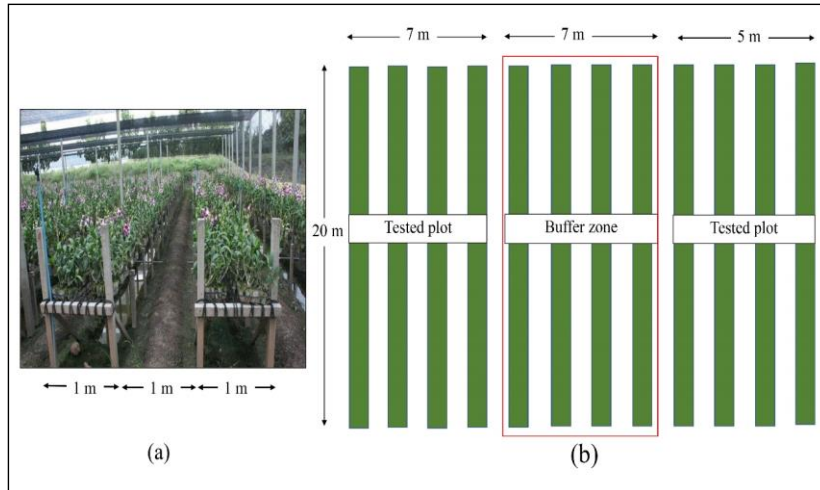 7 m
7 m
5 m
20 m
Tested plot
Buffer zone
Tested plot
1 m
1 m
1 m
(a)
(b)